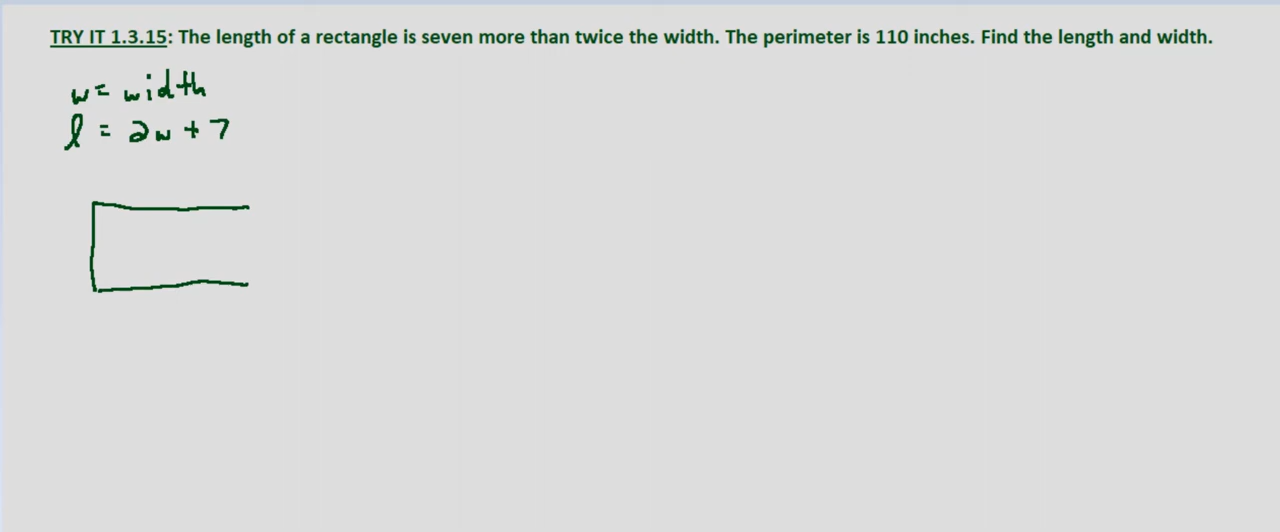 TRY IT 1.3.15: The length of a rectangle is seven more than twice the width. The perimeter is 110 inches. Find the length and width.
w = width
l = 2w + 7